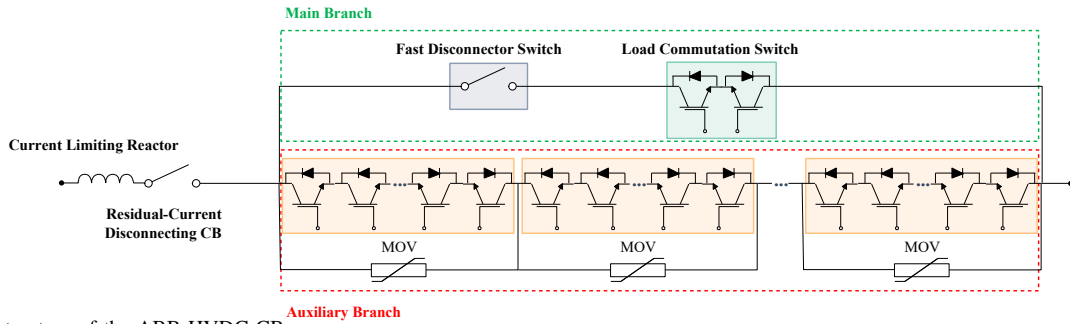 Main Branch
Fast Disconnector Switch
Load Commutation Switch
Current Limiting Reactor
Residual-Current
Disconnecting CB
MOV
MOV
MOV
Auxiliary Branch